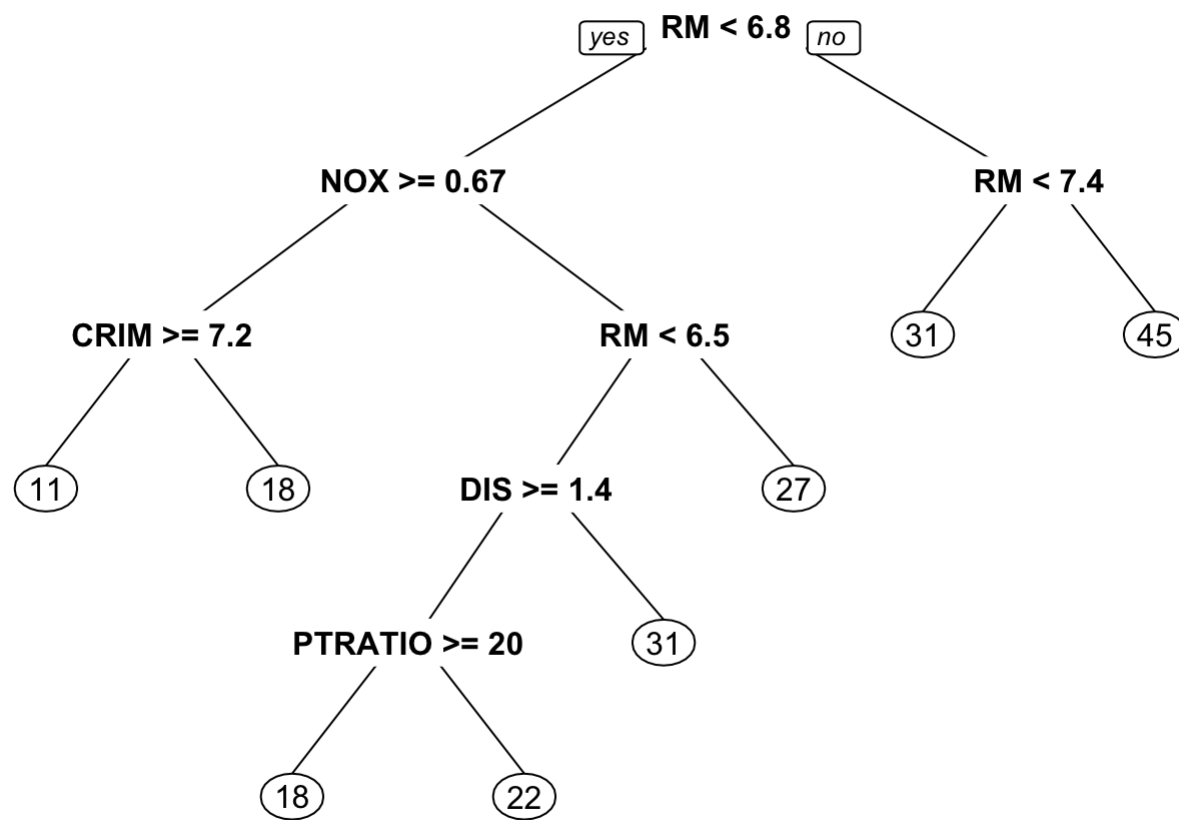 yes RM < 6.8 no
NOX >= 0.67 RM < 7.4
CRIM >= 7.2 RM < 6.5 31 45
11 18 DIS >= 1.4 27
PTRATIO >= 20 31
18 22